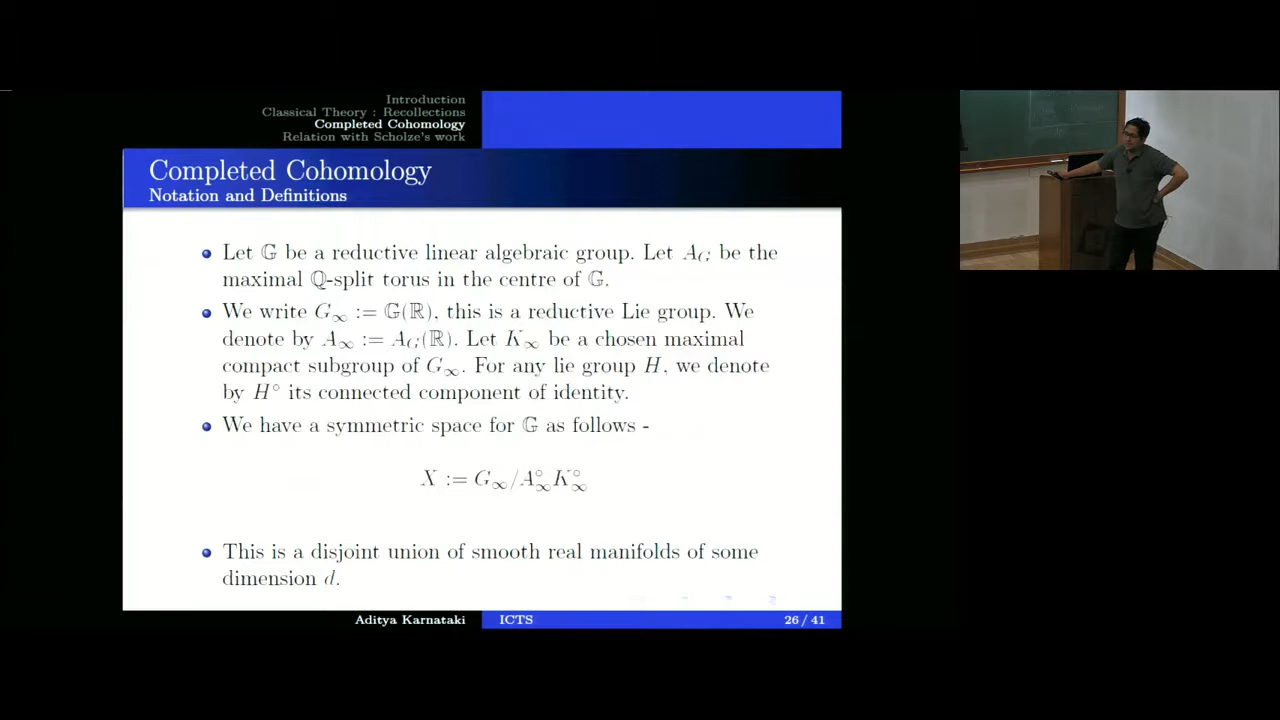 Introduction
Classical Theory : Recollections
Completed Cohomology
Relation with Scholze's work
Completed Cohomology
Notation and Definitions
Let 𝔾 be a reductive linear algebraic group. Let A_G be the
maximal ℚ-split torus in the centre of 𝔾.
We write G_∞ := 𝔾(ℝ), this is a reductive Lie group. We
denote by A_∞ := A_G(ℝ). Let K_∞ be a chosen maximal
compact subgroup of G_∞. For any lie group H, we denote
by H° its connected component of identity.
We have a symmetric space for 𝔾 as follows -
X := G_∞/A°_∞K°_∞
This is a disjoint union of smooth real manifolds of some
dimension d.
Aditya Karnataki ICTS 26 / 41